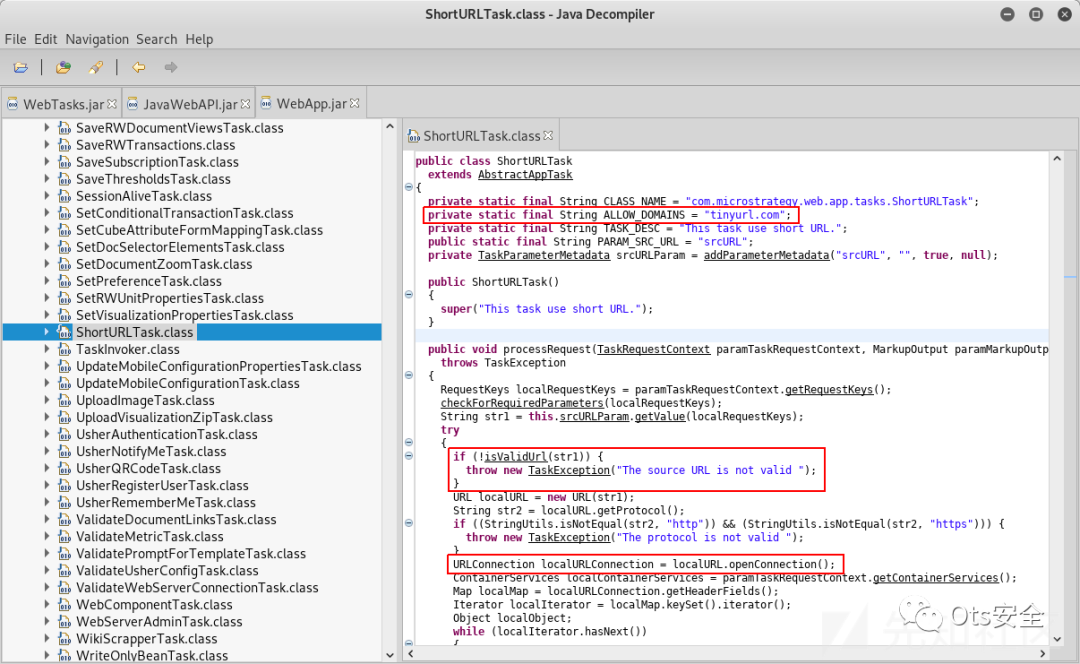 ShortURLTask.class - Java Decompiler
File Edit Navigation Search Help
WebTasks.jar
JavaWebAPI.jar
WebApp.jar
SaveRWDocumentViewsTask.class
SaveRWTransactions.class
SaveSubscriptionTask.class
SaveThresholdsTask.class
SessionAliveTask.class
SetConditionalTransactionTask.class
SetCubeAttributeFormMappingTask.class
SetDocSelectorElementsTask.class
SetDocumentZoomTask.class
SetPreferenceTask.class
SetRWUnitPropertiesTask.class
SetVisualizationPropertiesTask.class
ShortURLTask.class
TaskInvoker.class
UpdateMobileConfigurationPropertiesTask.class
UpdateMobileConfigurationTask.class
UploadImageTask.class
UploadVisualizationZipTask.class
UsherAuthenticationTask.class
UsherNotifyMeTask.class
UsherQRCodeTask.class
UsherRegisterUserTask.class
UsherRememberMeTask.class
ValidateDocumentLinksTask.class
ValidateMetricTask.class
ValidatePromptForTemplateTask.class
ValidateUsherConfigTask.class
ValidateWebServerConnectionTask.class
WebComponentTask.class
WebServerAdminTask.class
WikiScrapperTask.class
WriteOnlyBeanTask.class
ShortURLTask.class
public class ShortURLTask
extends AbstractAppTask
{
private static final String CLASS_NAME = "com.microstrategy.web.app.tasks.ShortURLTask";
private static final String ALLOW_DOMAINS = "tinyurl.com";
private static final String TASK_DESC = "This task use short URL.";
public static final String PARAM_SRC_URL = "srcURL";
private TaskParameterMetadata srcURLParam = addParameterMetadata("srcURL", "", true, null);
public ShortURLTask()
{
super("This task use short URL.");
}
public void processRequest(TaskRequestContext paramTaskRequestContext, MarkupOutput paramMarkupOutp
throws TaskException
{
RequestKeys localRequestKeys = paramTaskRequestContext.getRequestKeys();
checkForRequiredParameters(localRequestKeys);
String str1 = this.srcURLParam.getValue(localRequestKeys);
try
{
if (!isValidUrl(str1)) {
throw new TaskException("The source URL is not valid ");
}
URL localURL = new URL(str1);
String str2 = localURL.getProtocol();
if ((StringUtils.isNotEqual(str2, "http")) && (StringUtils.isNotEqual(str2, "https"))) {
throw new TaskException("The protocol is not valid ");
}
URLConnection localURLConnection = localURL.openConnection();
ContainerServices localContainerServices = paramTaskRequestContext.getContainerServices();
Map localMap = localURLConnection.getHeaderFields();
Iterator localIterator = localMap.keySet().iterator();
Object localObject;
while (localIterator.hasNext())
{
Ots安全